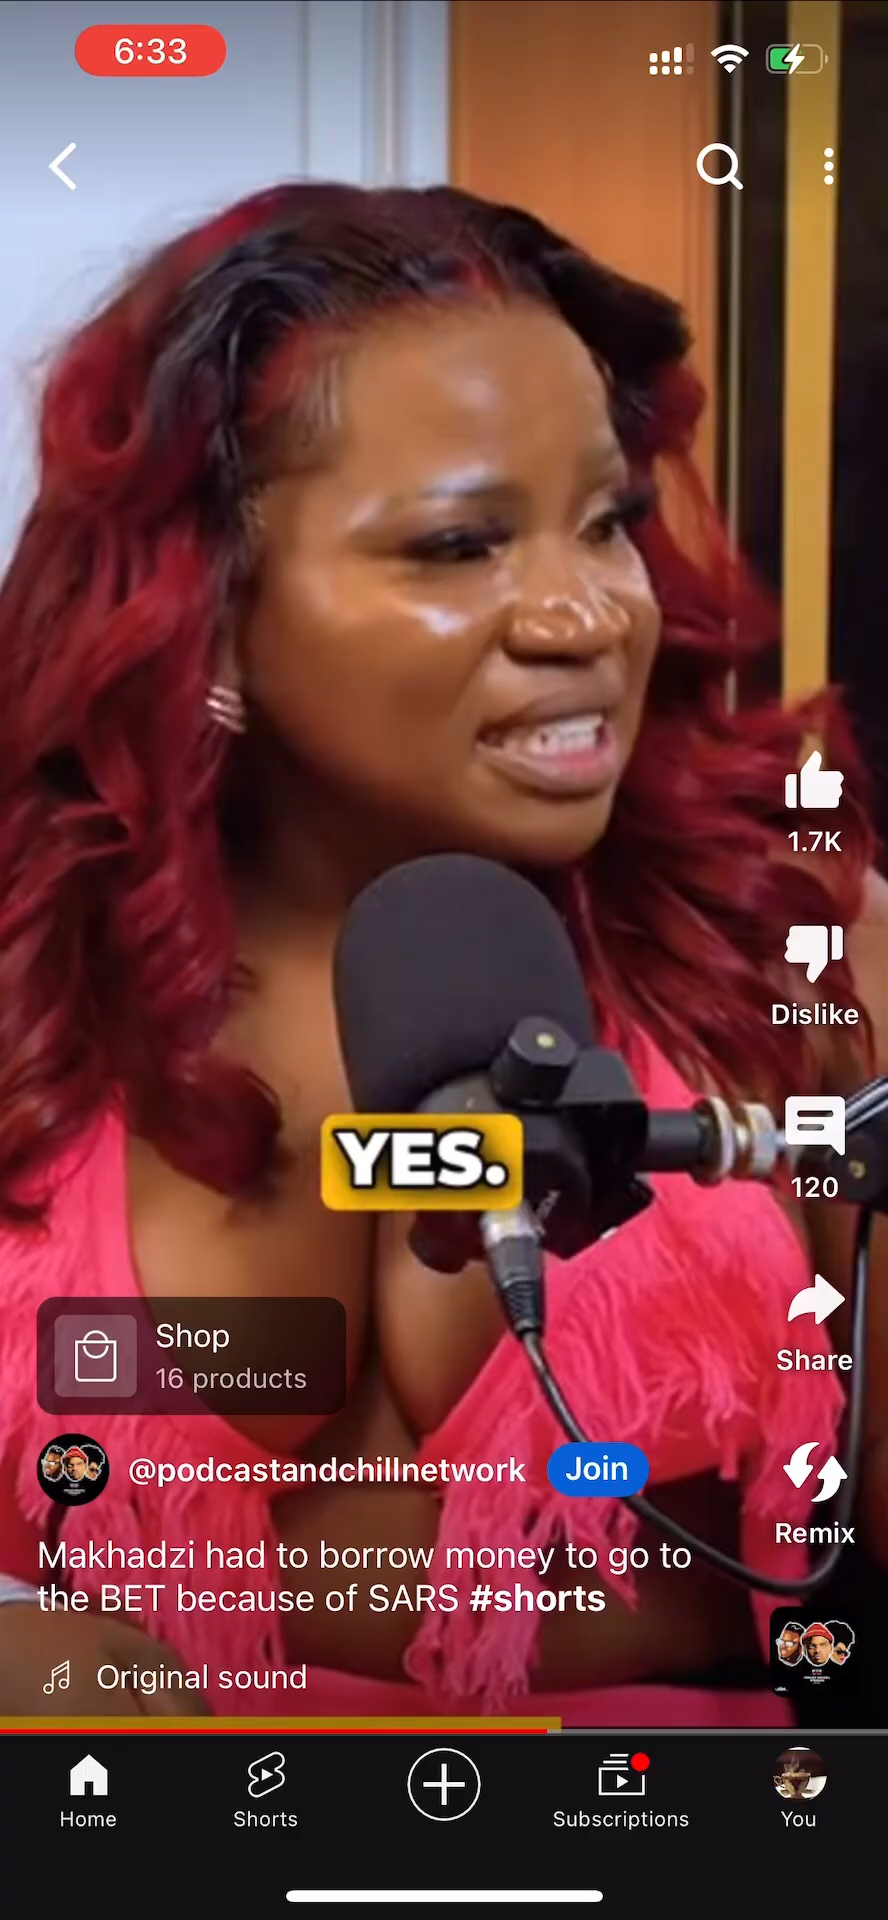 6:33
1.7K
Dislike
YES.
120
Shop
16 products
Share
@podcastandchillnetwork
Join
Remix
Makhadzi had to borrow money to go to
the BET because of SARS #shorts
Original sound
Home
Shorts
Subscriptions
You